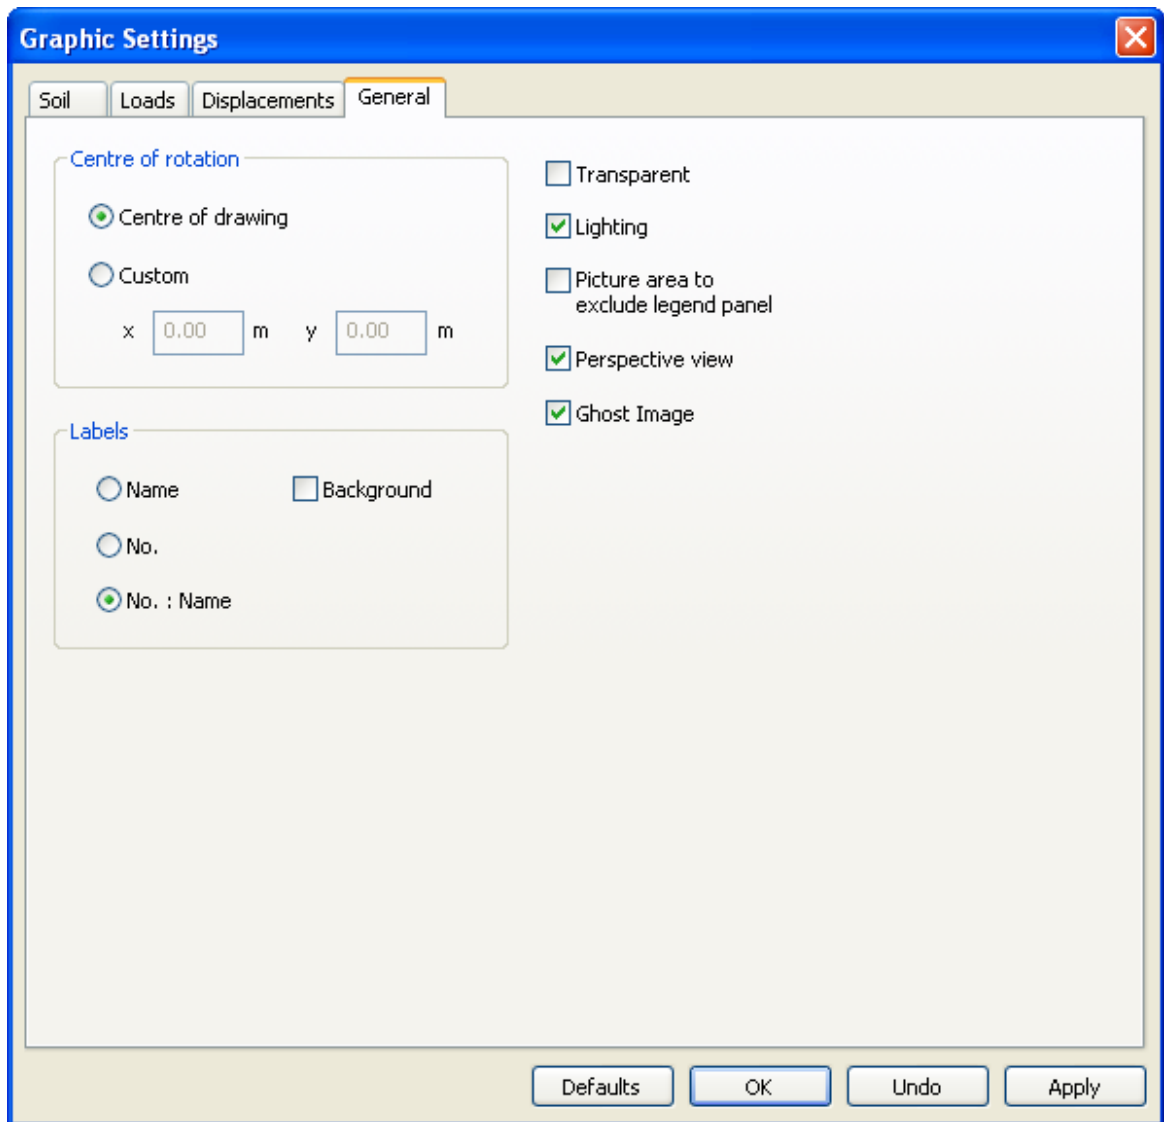 Graphic Settings
Soil Loads Displacements General
Centre of rotation
Centre of drawing
Custom
x 0.00 m y 0.00 m
Labels
Name Background
No.
No. : Name
Transparent
Lighting
Picture area to
exclude legend panel
Perspective view
Ghost Image
Defaults OK Undo Apply